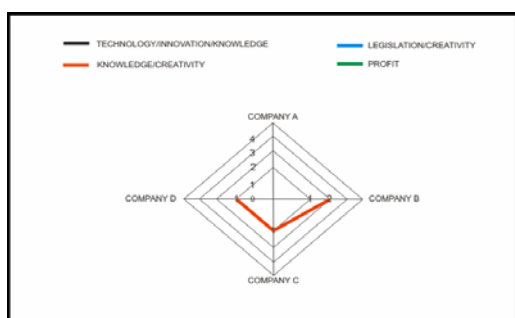 TECHNOLOGY/INNOVATION/KNOWLEDGE
LEGISLATION/CREATIVITY
KNOWLEDGE/CREATIVITY
PROFIT
COMPANY A
4
3
2
1
COMPANY D
1 0 1 2
COMPANY B
COMPANY C